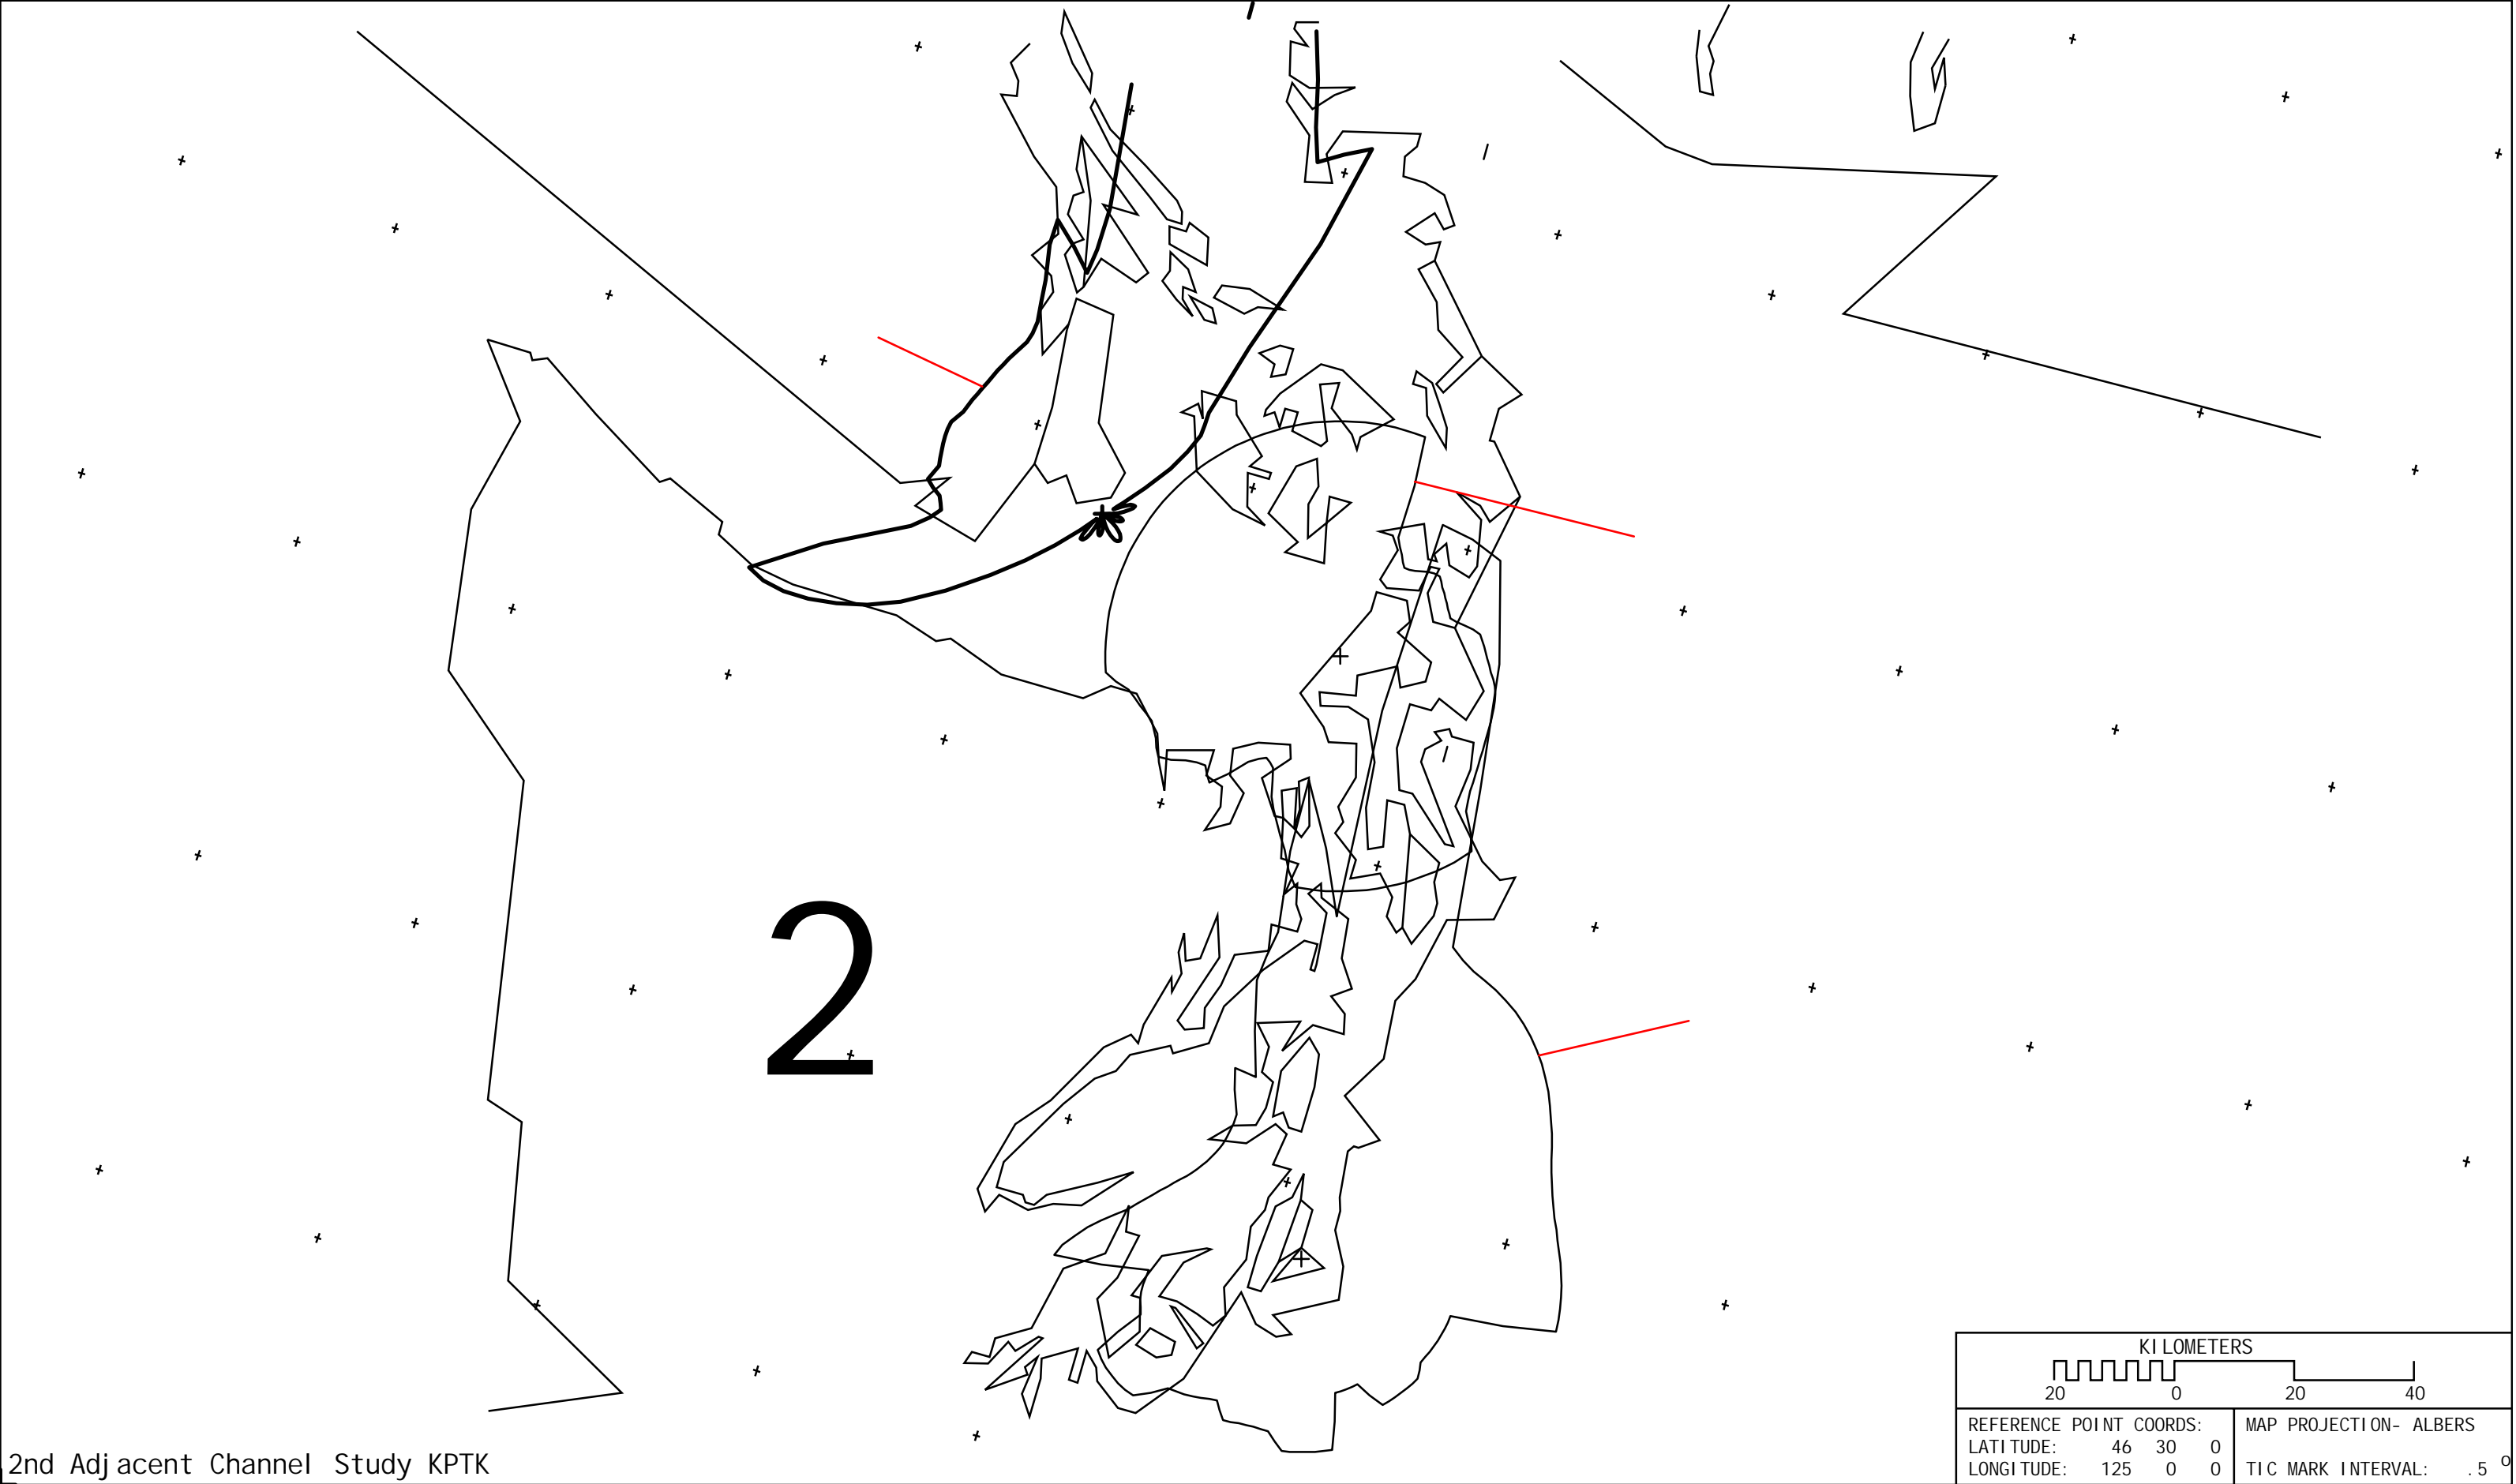 2
2nd Adjacent Channel Study KPTK
KILOMETERS
20 0 20 40
REFERENCE POINT COORDS:
LATITUDE: 46 30 0
LONGITUDE: 125 0 0
MAP PROJECTION- ALBERS
TIC MARK INTERVAL: .5 o